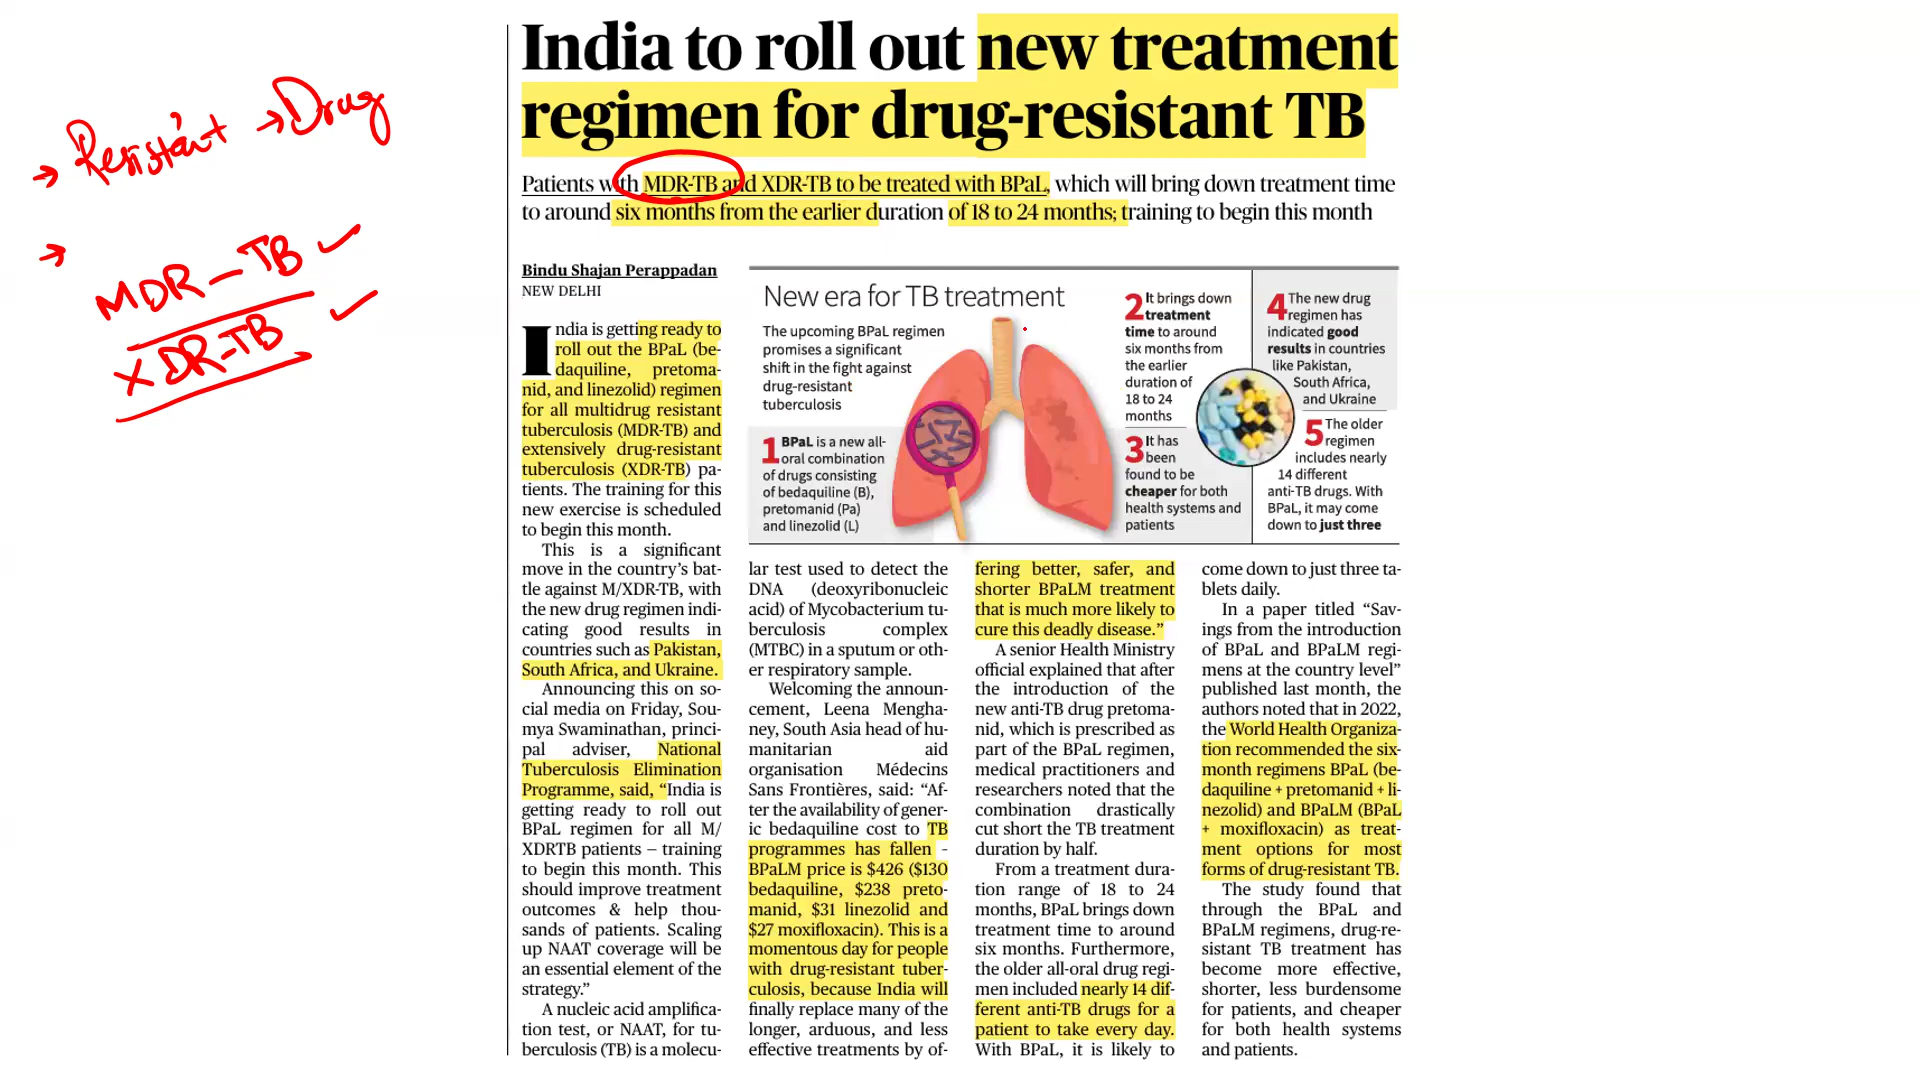 → Resistant → Drug
→
MDR-TB ✓
XDR-TB ✓
India to roll out new treatment
regimen for drug-resistant TB
Patients with MDR-TB and XDR-TB to be treated with BPaL, which will bring down treatment time
to around six months from the earlier duration of 18 to 24 months; training to begin this month
Bindu Shajan Perappadan
NEW DELHI
India is getting ready to
roll out the BPaL (be-
daquiline, pretoma-
nid, and linezolid) regimen
for all multidrug resistant
tuberculosis (MDR-TB) and
extensively drug-resistant
tuberculosis (XDR-TB) pa-
tients. The training for this
new exercise is scheduled
to begin this month.
This is a significant
move in the country's bat-
tle against M/XDR-TB, with
the new drug regimen indi-
cating good results in
countries such as Pakistan,
South Africa, and Ukraine.
Announcing this on so-
cial media on Friday, Sou-
mya Swaminathan, princi-
pal adviser, National
Tuberculosis Elimination
Programme, said, “India is
getting ready to roll out
BPaL regimen for all M/
XDRTB patients – training
to begin this month. This
should improve treatment
outcomes & help thou-
sands of patients. Scaling
up NAAT coverage will be
an essential element of the
strategy.”
A nucleic acid amplifica-
tion test, or NAAT, for tu-
berculosis (TB) is a molecu-
New era for TB treatment
The upcoming BPaL regimen
promises a significant
shift in the fight against
drug-resistant
tuberculosis
1 BPaL is a new all-
oral combination
of drugs consisting
of bedaquiline (B),
pretomanid (Pa)
and linezolid (L)
2 It brings down
treatment
time to around
six months from
the earlier
duration of
18 to 24
months
3 It has
been
found to be
cheaper for both
health systems and
patients
4 The new drug
regimen has
indicated good
results in countries
like Pakistan,
South Africa,
and Ukraine
5 The older
regimen
includes nearly
14 different
anti-TB drugs. With
BPaL, it may come
down to just three
lar test used to detect the
DNA (deoxyribonucleic
acid) of Mycobacterium tu-
berculosis complex
(MTBC) in a sputum or oth-
er respiratory sample.
Welcoming the announ-
cement, Leena Mengha-
ney, South Asia head of hu-
manitarian aid
organisation Médecins
Sans Frontières, said: “Af-
ter the availability of gener-
ic bedaquiline cost to TB
programmes has fallen -
BPaLM price is $426 ($130
bedaquiline, $238 preto-
manid, $31 linezolid and
$27 moxifloxacin). This is a
momentous day for people
with drug-resistant tuber-
culosis, because India will
finally replace many of the
longer, arduous, and less
effective treatments by of-
fering better, safer, and
shorter BPaLM treatment
that is much more likely to
cure this deadly disease.”
A senior Health Ministry
official explained that after
the introduction of the
new anti-TB drug pretoma-
nid, which is prescribed as
part of the BPaL regimen,
medical practitioners and
researchers noted that the
combination drastically
cut short the TB treatment
duration by half.
From a treatment dura-
tion range of 18 to 24
months, BPaL brings down
treatment time to around
six months. Furthermore,
the older all-oral drug regi-
men included nearly 14 dif-
ferent anti-TB drugs for a
patient to take every day.
With BPaL, it is likely to
come down to just three ta-
blets daily.
In a paper titled “Sav-
ings from the introduction
of BPaL and BPaLM regi-
mens at the country level”
published last month, the
authors noted that in 2022,
the World Health Organiza-
tion recommended the six-
month regimens BPaL (be-
daquiline + pretomanid + li-
nezolid) and BPaLM (BPaL
+ moxifloxacin) as treat-
ment options for most
forms of drug-resistant TB.
The study found that
through the BPaL and
BPaLM regimens, drug-re-
sistant TB treatment has
become more effective,
shorter, less burdensome
for patients, and cheaper
for both health systems
and patients.